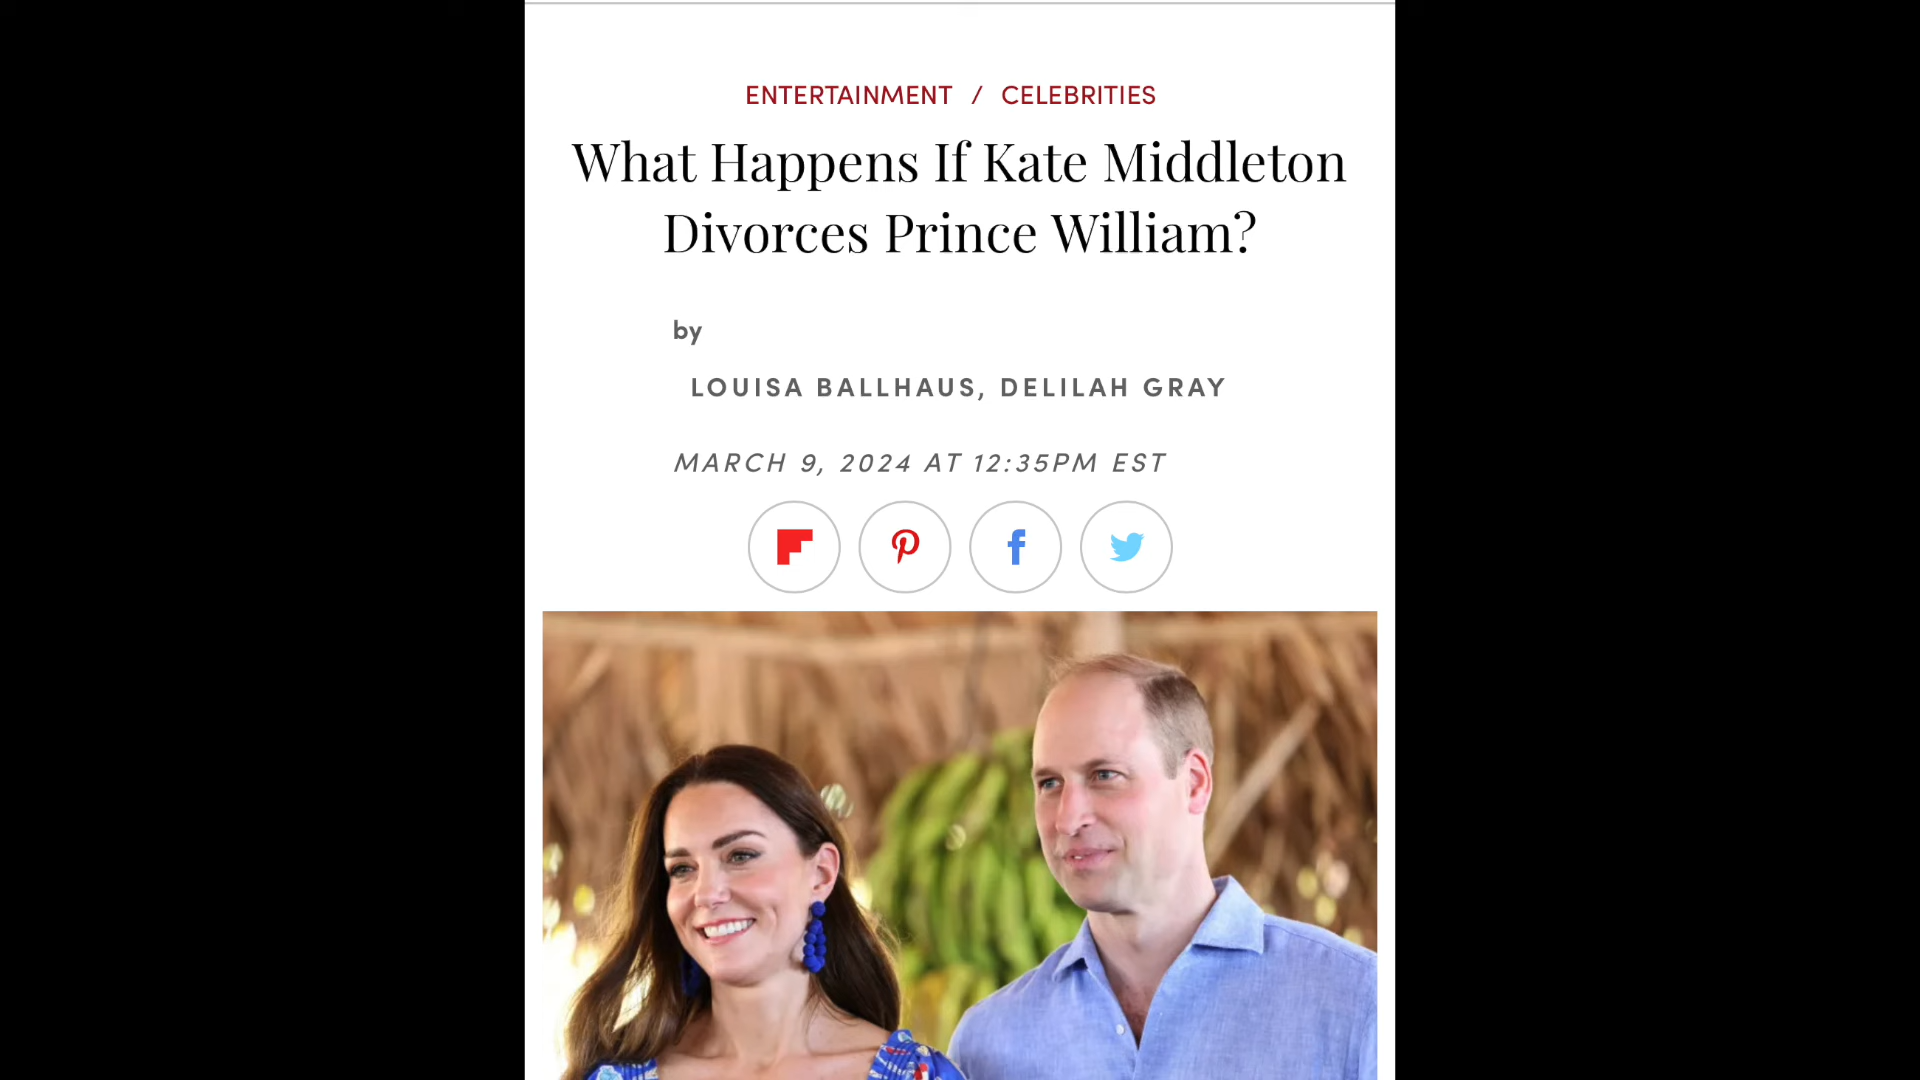 ENTERTAINMENT / CELEBRITIES
What Happens If Kate Middleton
Divorces Prince William?
by
LOUISA BALLHAUS, DELILAH GRAY
MARCH 9, 2024 AT 12:35PM EST